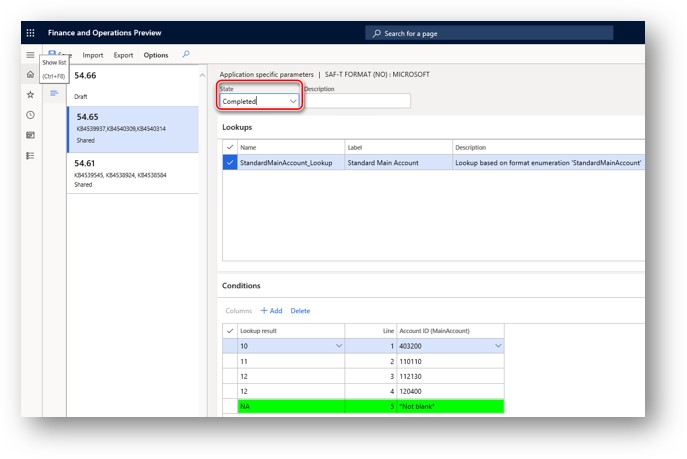 Finance and Operations Preview
Search for a page
Show list
(Ctrl+F8)
Import Export Options
54.66
Draft
54.65
KB4539937,KB4540309,KB4540314
Shared
54.61
KB4539545, KB4538924, KB4538584
Shared
Application specific parameters | SAF-T FORMAT (NO) : MICROSOFT
State Description
Completed
Lookups
Name Label Description
StandardMainAccount_Lookup Standard Main Account Lookup based on format enumeration 'StandardMainAccount'
Conditions
Columns: + Add Delete
Lookup result Line Account ID (MainAccount)
10 1 403200
11 2 110110
12 3 112130
12 4 120400
NA 5 *Not blank*